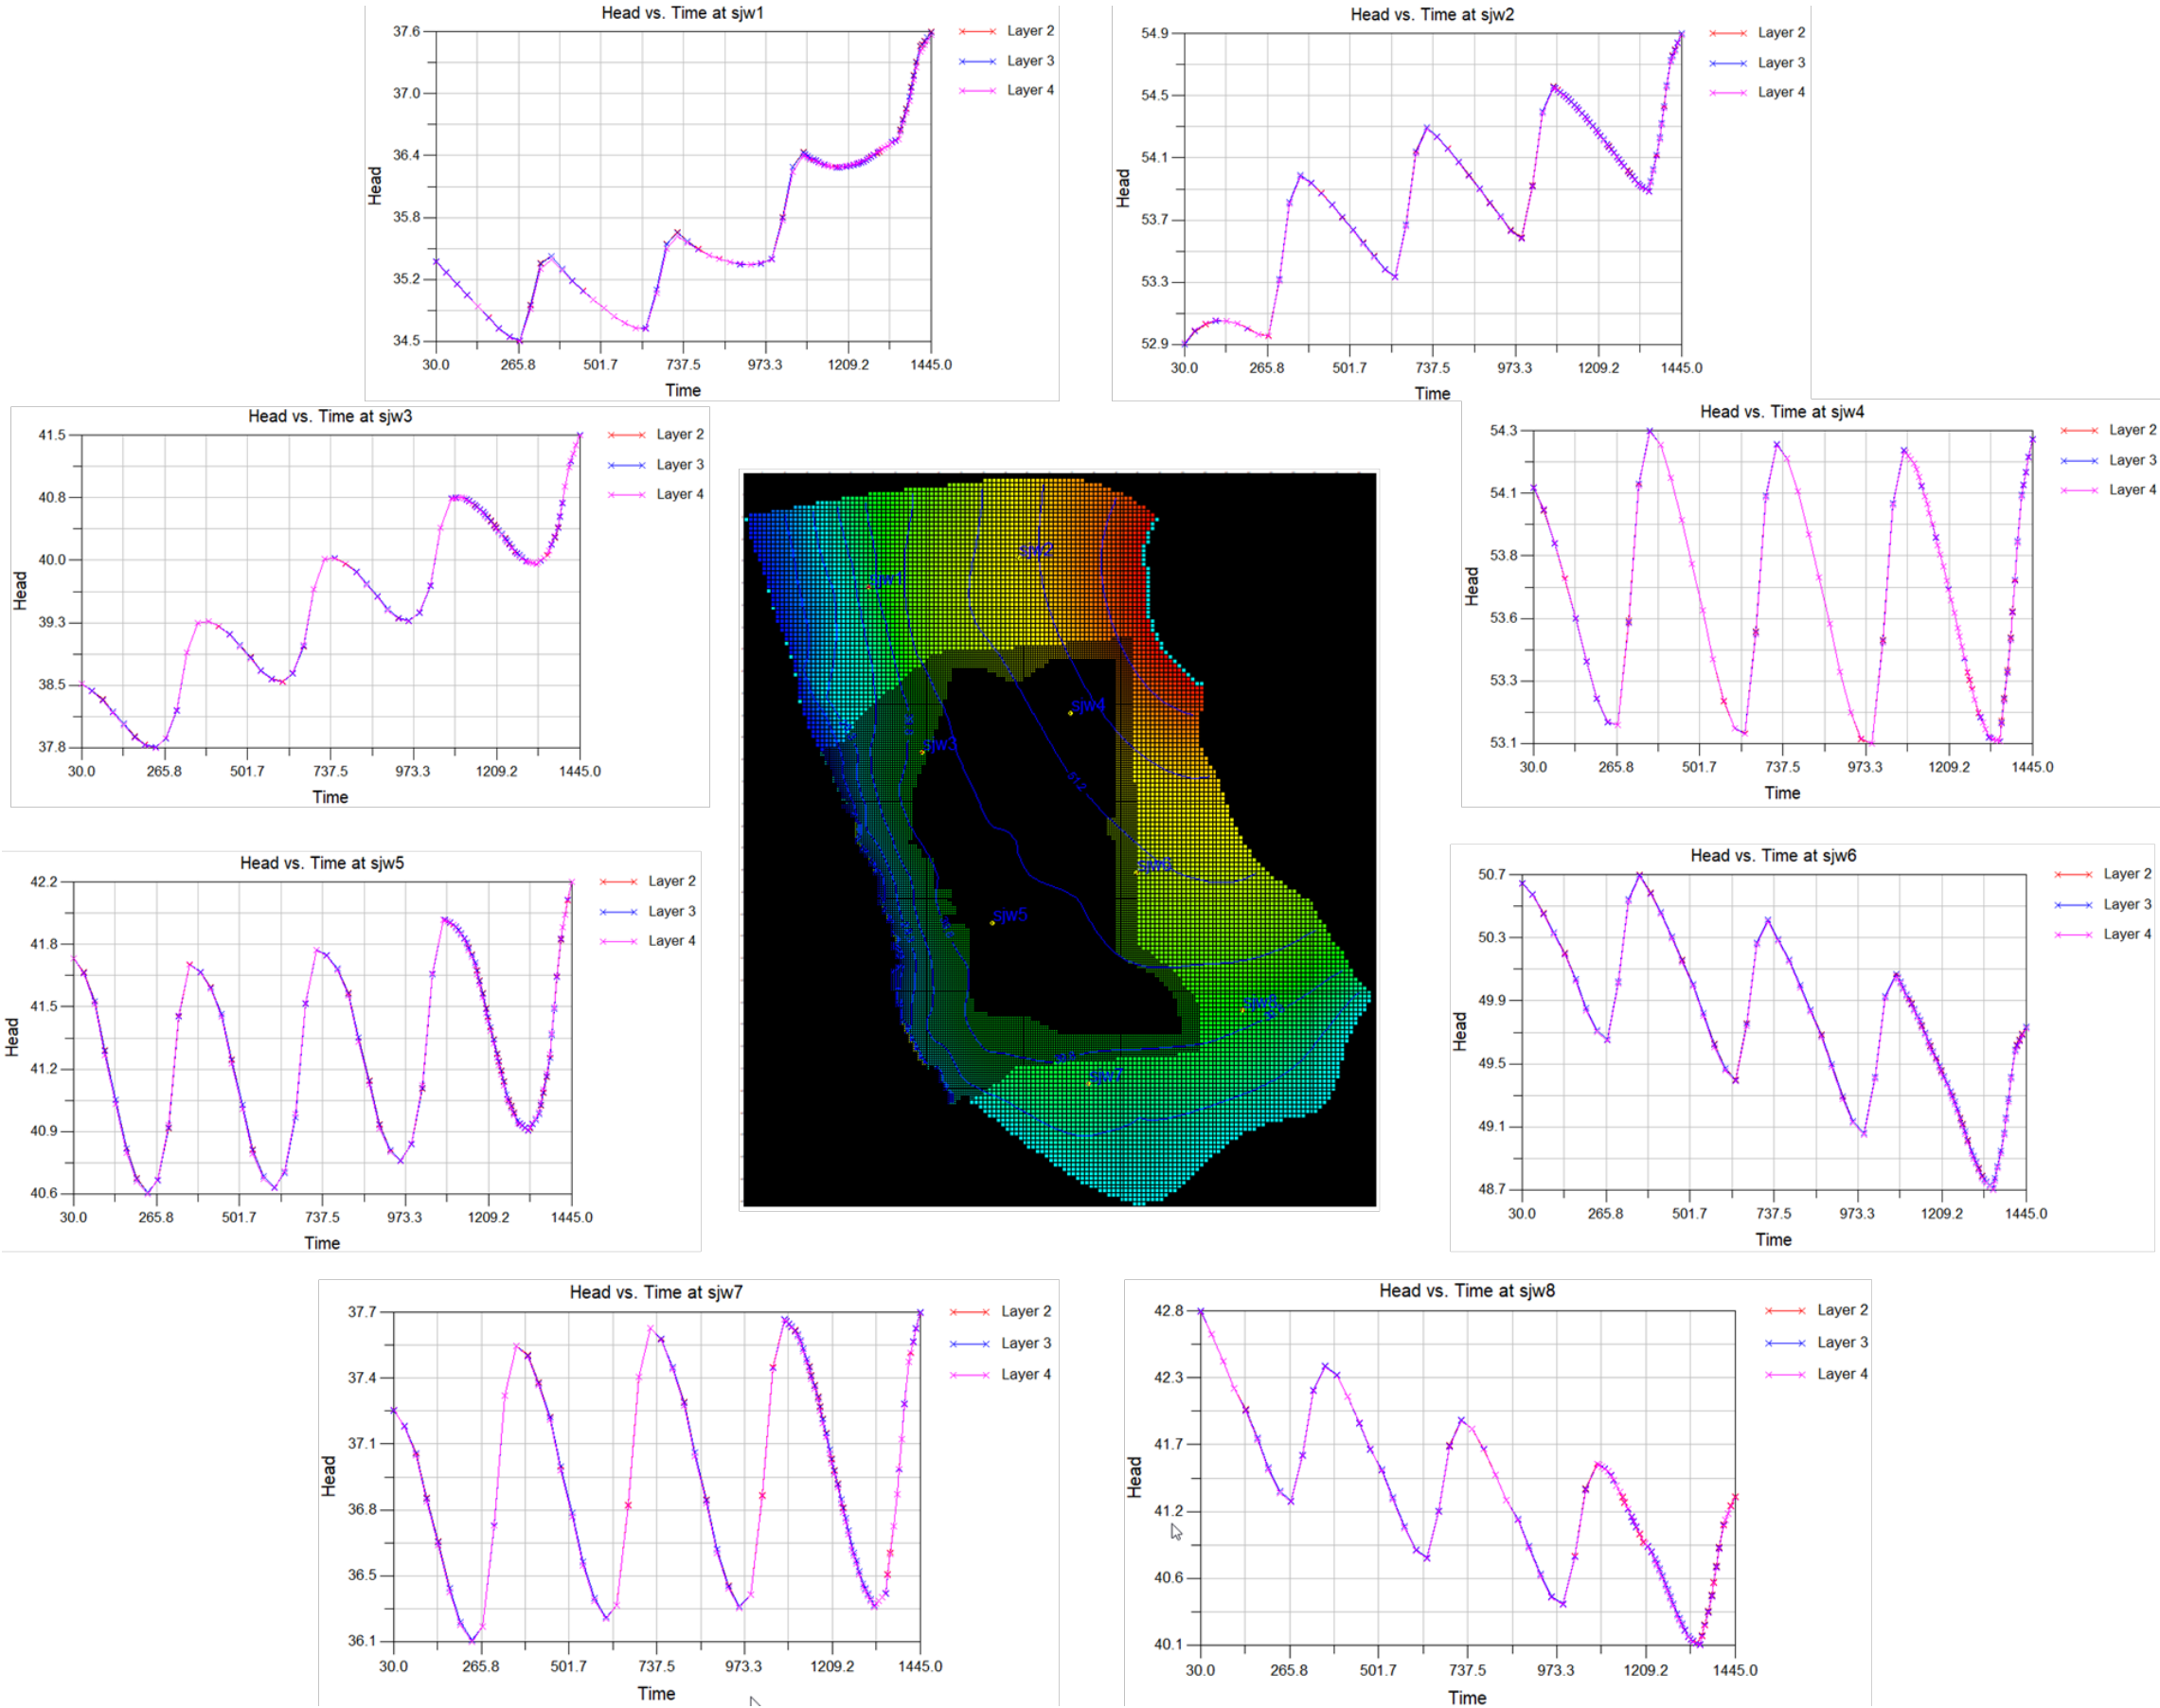 Head vs. Time at sjw1
37.6
37.0
36.4
35.8
35.2
34.5
Head
30.0 265.8 501.7 737.5 973.3 1209.2 1445.0
Time
Layer 2
Layer 3
Layer 4
Head vs. Time at sjw2
54.9
54.5
54.1
53.7
53.3
52.9
Head
30.0 265.8 501.7 737.5 973.3 1209.2 1445.0
Time
Layer 2
Layer 3
Layer 4
Head vs. Time at sjw3
41.5
40.8
40.0
39.3
38.5
37.8
Head
30.0 265.8 501.7 737.5 973.3 1209.2 1445.0
Time
Layer 2
Layer 3
Layer 4
sjw2
sjw1
sjw4
sjw3
51.2
sjw6
sjw5
sjw7
Head vs. Time at sjw4
54.3
54.1
53.8
53.6
53.3
53.1
Head
30.0 265.8 501.7 737.5 973.3 1209.2 1445.0
Time
Layer 2
Layer 3
Layer 4
Head vs. Time at sjw5
42.2
41.8
41.5
41.2
40.9
40.6
Head
30.0 265.8 501.7 737.5 973.3 1209.2 1445.0
Time
Layer 2
Layer 3
Layer 4
Head vs. Time at sjw6
50.7
50.3
49.9
49.5
49.1
48.7
Head
30.0 265.8 501.7 737.5 973.3 1209.2 1445.0
Time
Layer 2
Layer 3
Layer 4
Head vs. Time at sjw7
37.7
37.4
37.1
36.8
36.5
36.1
Head
30.0 265.8 501.7 737.5 973.3 1209.2 1445.0
Time
Layer 2
Layer 3
Layer 4
Head vs. Time at sjw8
42.8
42.3
41.7
41.2
40.6
40.1
Head
30.0 265.8 501.7 737.5 973.3 1209.2 1445.0
Time
Layer 2
Layer 3
Layer 4